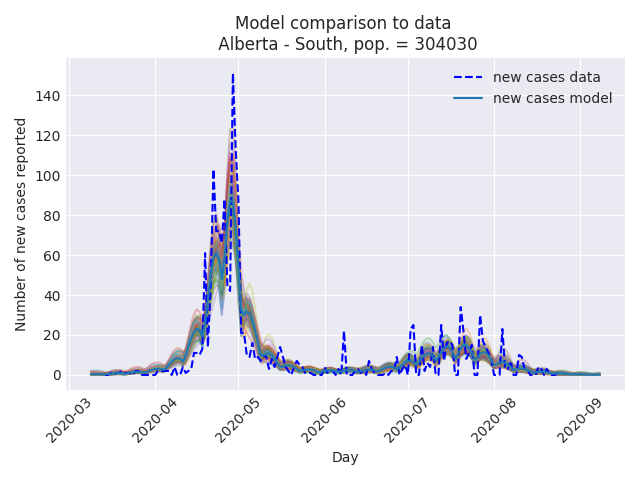 Model comparison to data
Alberta - South, pop. = 304030
new cases data
new cases model
Number of new cases reported
140
120
100
80
60
40
20
0
2020-03
2020-04
2020-05
2020-06
2020-07
2020-08
2020-09
Day